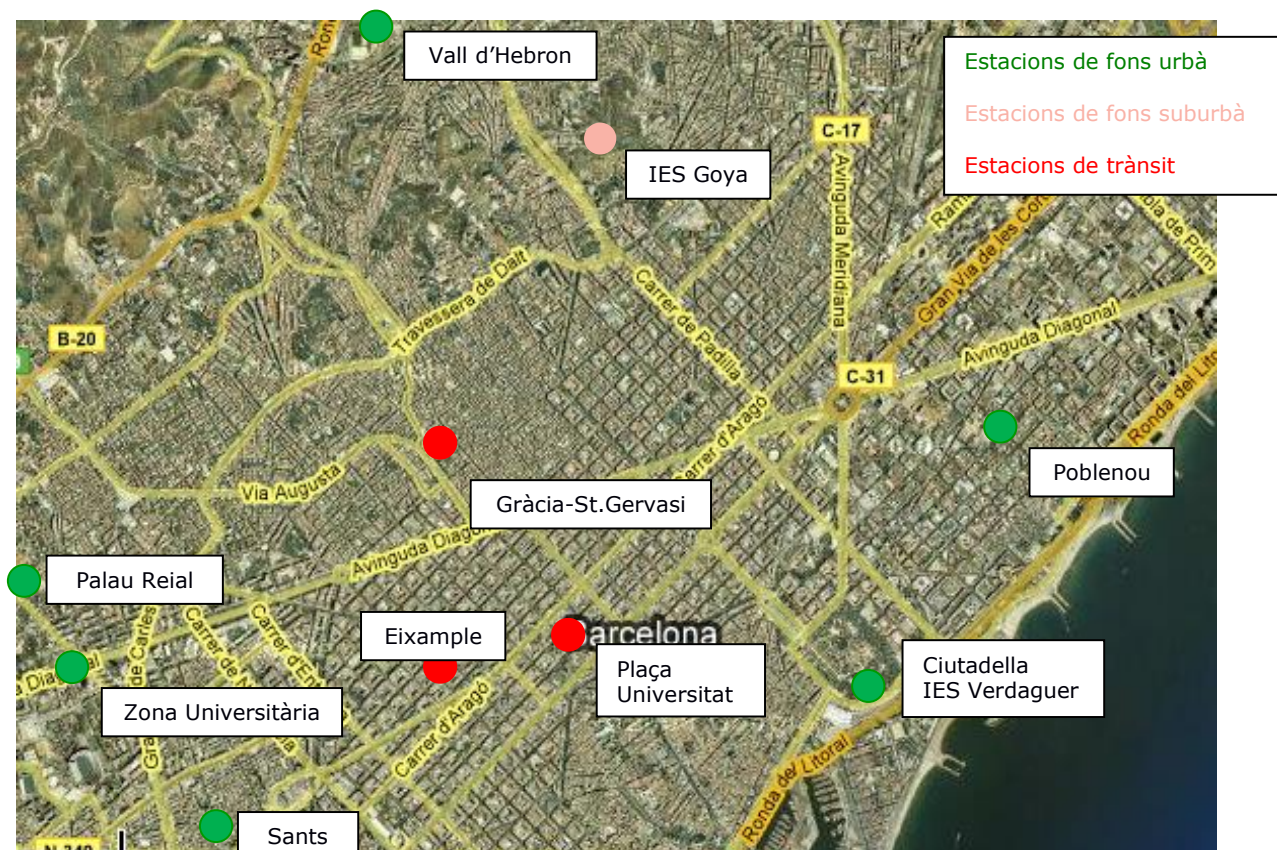 Vall d’Hebron
Estacions de fons urbà
Estacions de fons suburbà
Estacions de trànsit
C-17
IES Goya
Avinguda Meridiana
Gran Via de les
Travessera de Dalt
Carrer de Padilla
B-20
Avinguda Diagonal
C-31
Ronda del
Carrer d'Aragó
Via Augusta
Poblenou
Gràcia-St.Gervasi
Avinguda
Palau Reial
Eixample
Barcelona
Plaça
Universitat
Ciutadella
IES Verdaguer
Zona Universitària
Carrer de
Carrer
Carrer d'Aragó
Ronda del Litoral
Sants